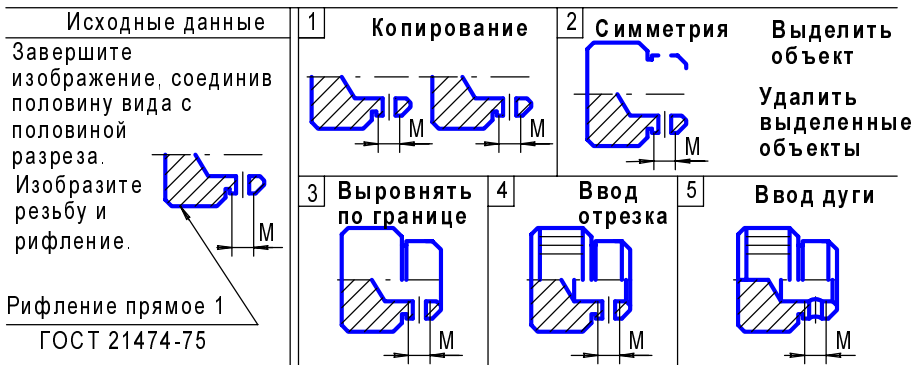 Исходные данные
Завершите
изображение, соединив
половину вида с
половиной
разреза.
Изобразите
резьбу и
рифление.
М
Рифление прямое 1
ГОСТ 21474-75
1
Копирование
М
М
2
Симметрия
М
Выделить
объект
Удалить
выделенные
объекты
3
Выровнять
по границе
М
4
Ввод
отрезка
М
5
Ввод дуги
М